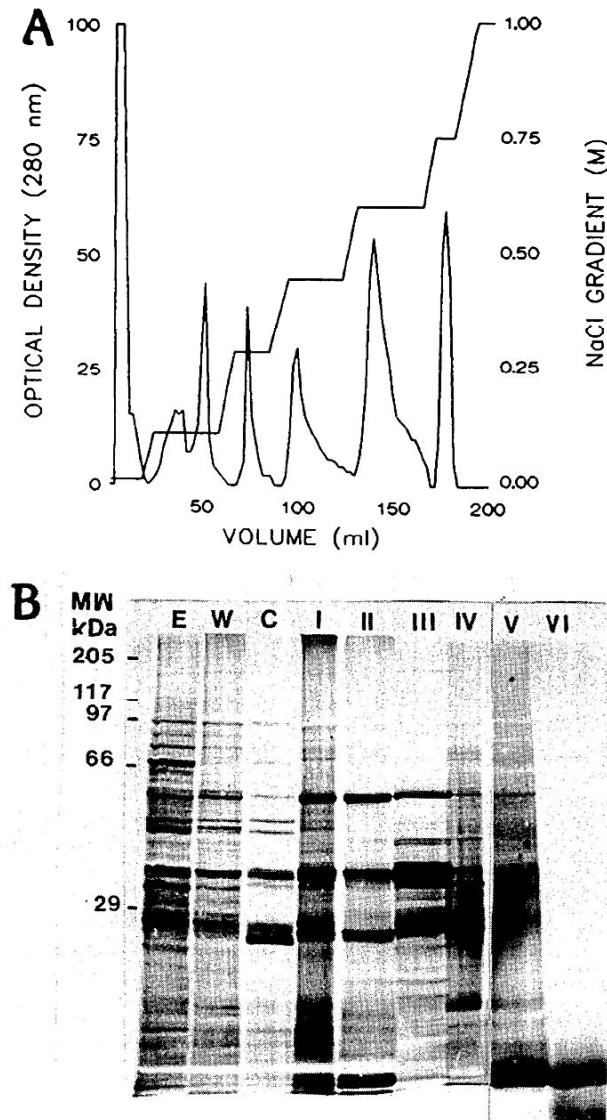 A
OPTICAL DENSITY (280 nm)
100
75
50
25
0
1.00
0.75
0.50
0.25
0.00
NaCl GRADIENT (M)
50 100 150 200
VOLUME (ml)
B
MW E W C I II III IV V VI
kDa
205
117
97
66
29